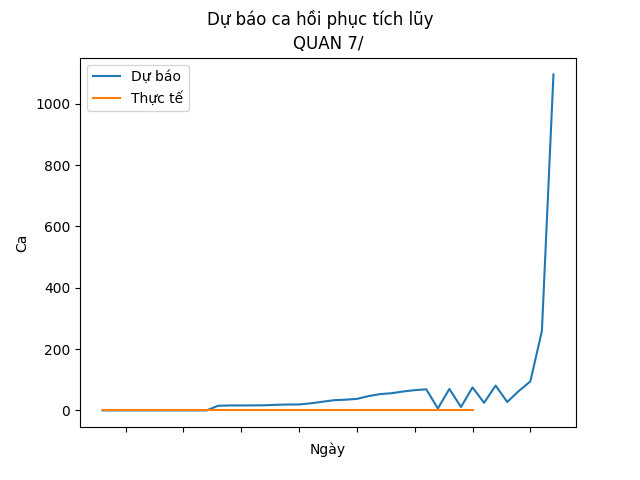 Dự báo ca hồi phục tích lũy
QUAN 7/
Dự báo
Thực tế
1000
800
600
400
200
0
Ca
Ngày